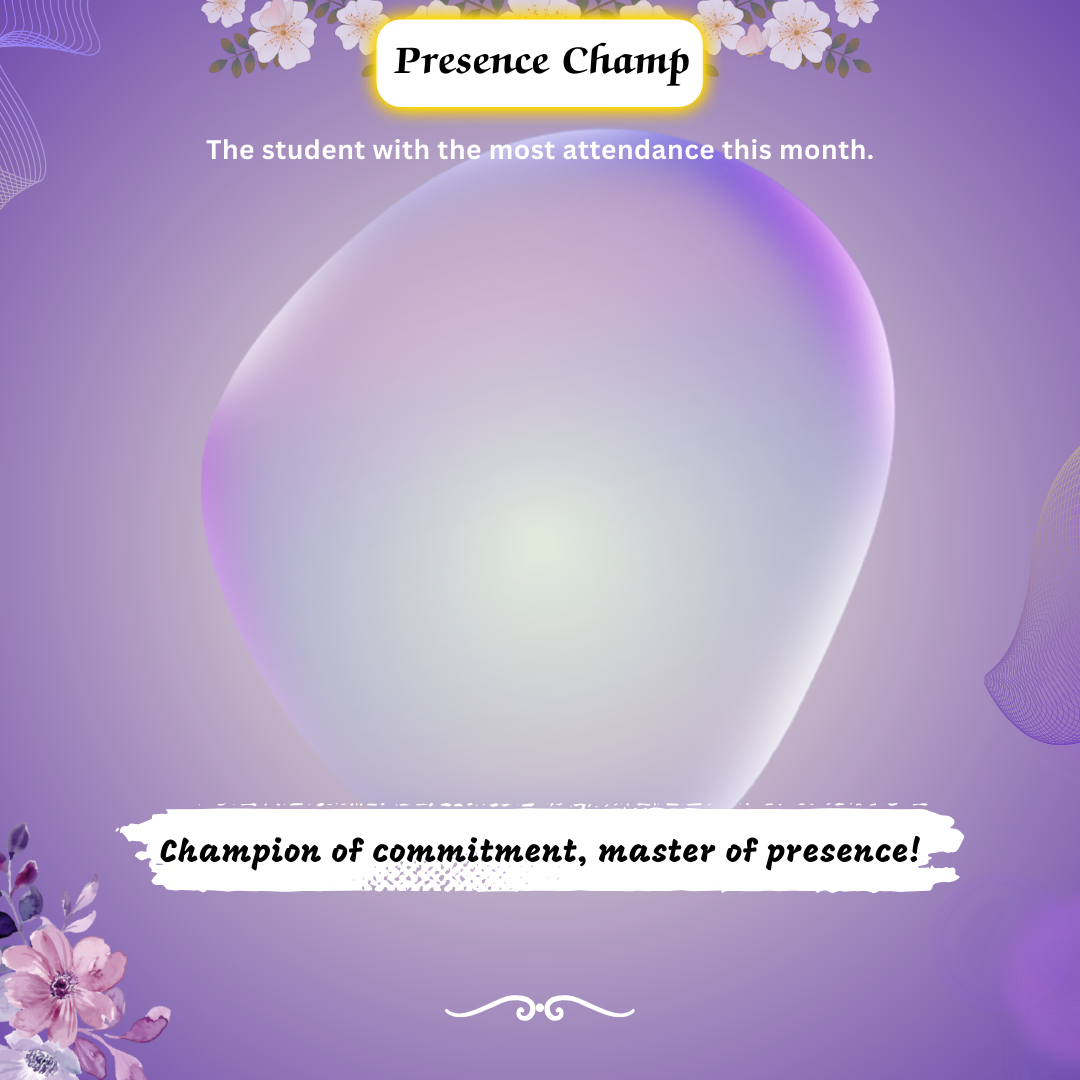 Presence Champ
The student with the most attendance this month.
Champion of commitment, master of presence!